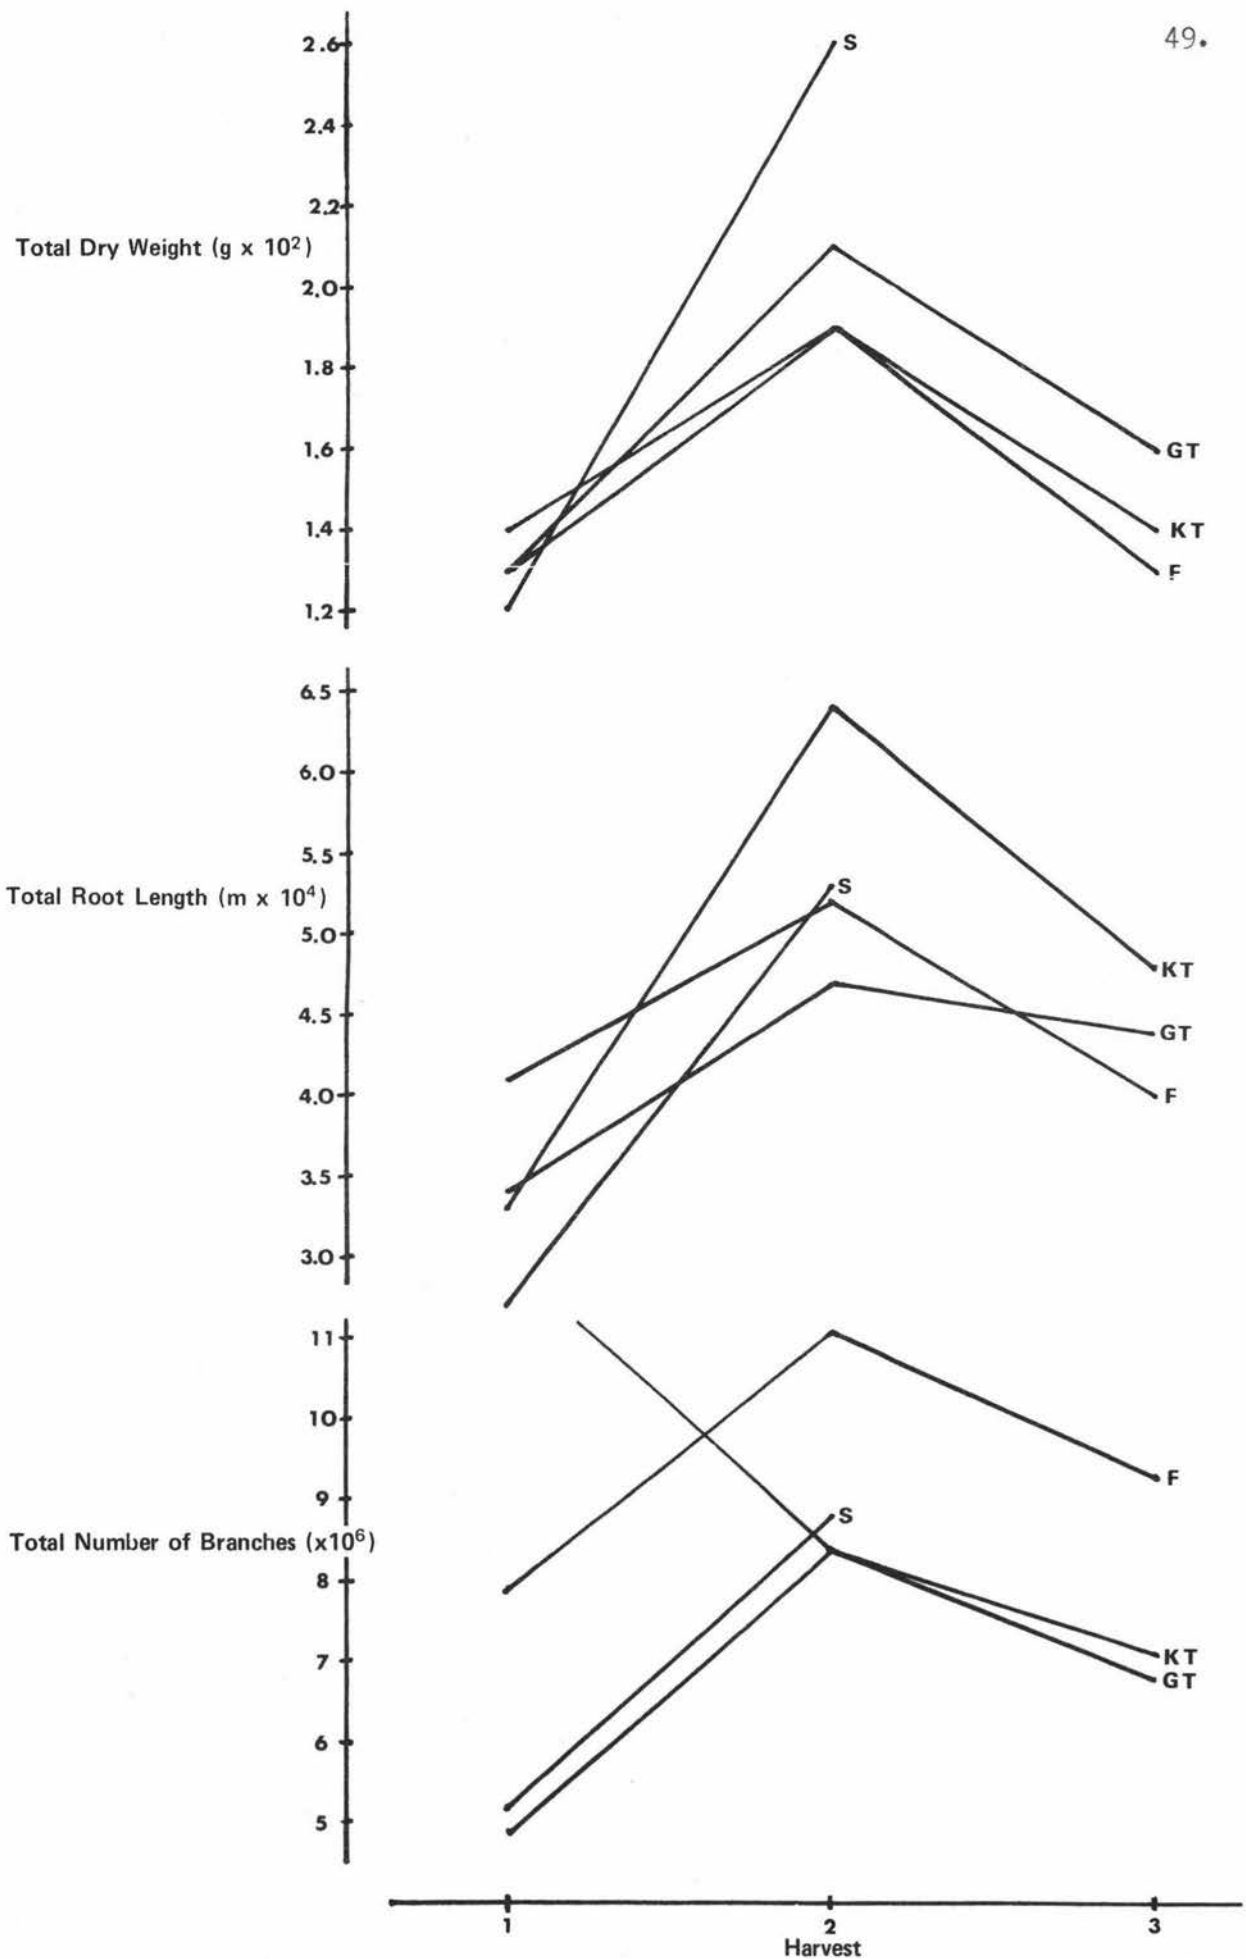 49.
2.6
S
2.4
2.2
Total Dry Weight (g x 10²)
2.0
1.8
1.6
GT
1.4
KT
F
1.2
6.5
6.0
5.5
Total Root Length (m x 10⁴)
S
5.0
KT
4.5
GT
4.0
F
3.5
3.0
11
10
F
9
S
Total Number of Branches (x10⁶)
8
7
KT
GT
6
5
1 2 3
Harvest